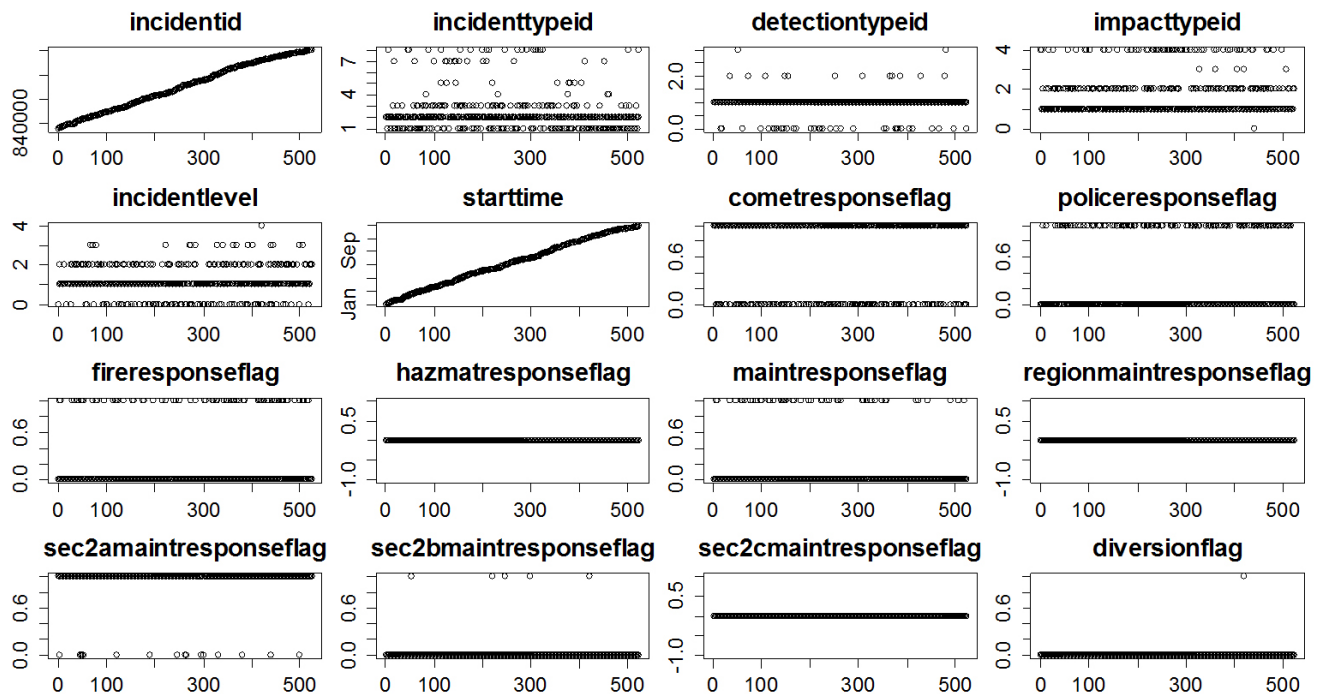 incidentid incidenttypeid detectiontypeid impacttypeid
840000 1 4 7 0.0 2.0 0 2 4
0 100 300 500 0 100 300 500 0 100 300 500 0 100 300 500
incidentlevel starttime cometresponseflag policeresponseflag
0 2 4 Jan Sep 0.0 0.6 0.0 0.6
0 100 300 500 0 100 300 500 0 100 300 500 0 100 300 500
fireresponseflag hazmatresponseflag maintresponseflag regionmaintresponseflag
0.0 0.6 -1.0 0.5 0.0 0.6 -1.0 0.5
0 100 300 500 0 100 300 500 0 100 300 500 0 100 300 500
sec2amaintresponseflag sec2bmaintresponseflag sec2cmaintresponseflag diversionflag
0.0 0.6 0.0 0.6 -1.0 0.5 0.0 0.6
0 100 300 500 0 100 300 500 0 100 300 500 0 100 300 500